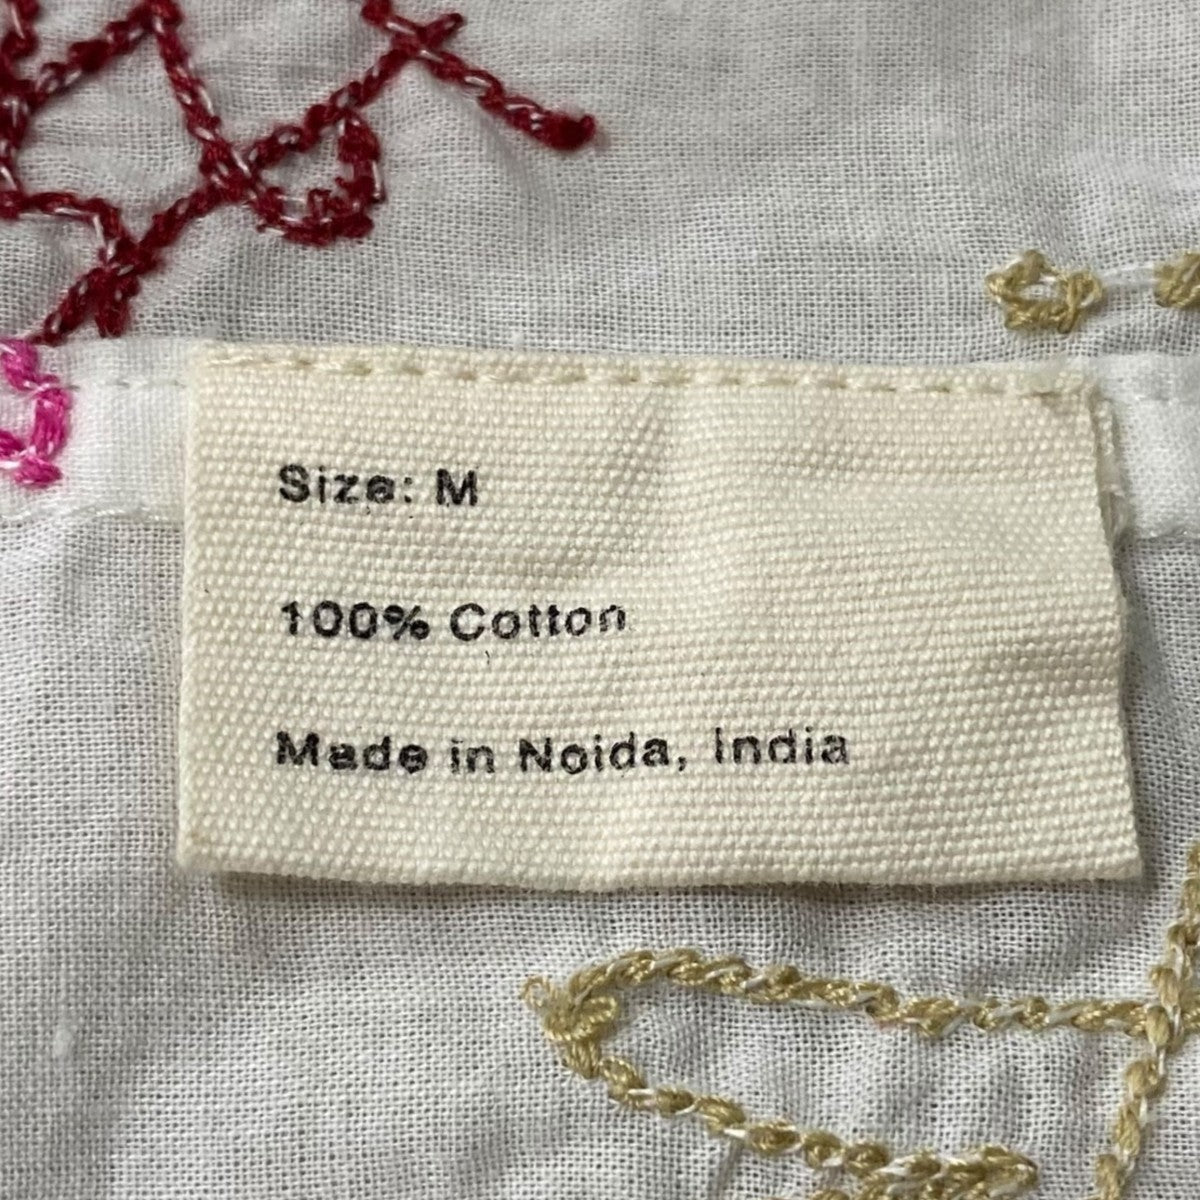 Size: M
100% Cotton
Made in Noida, India